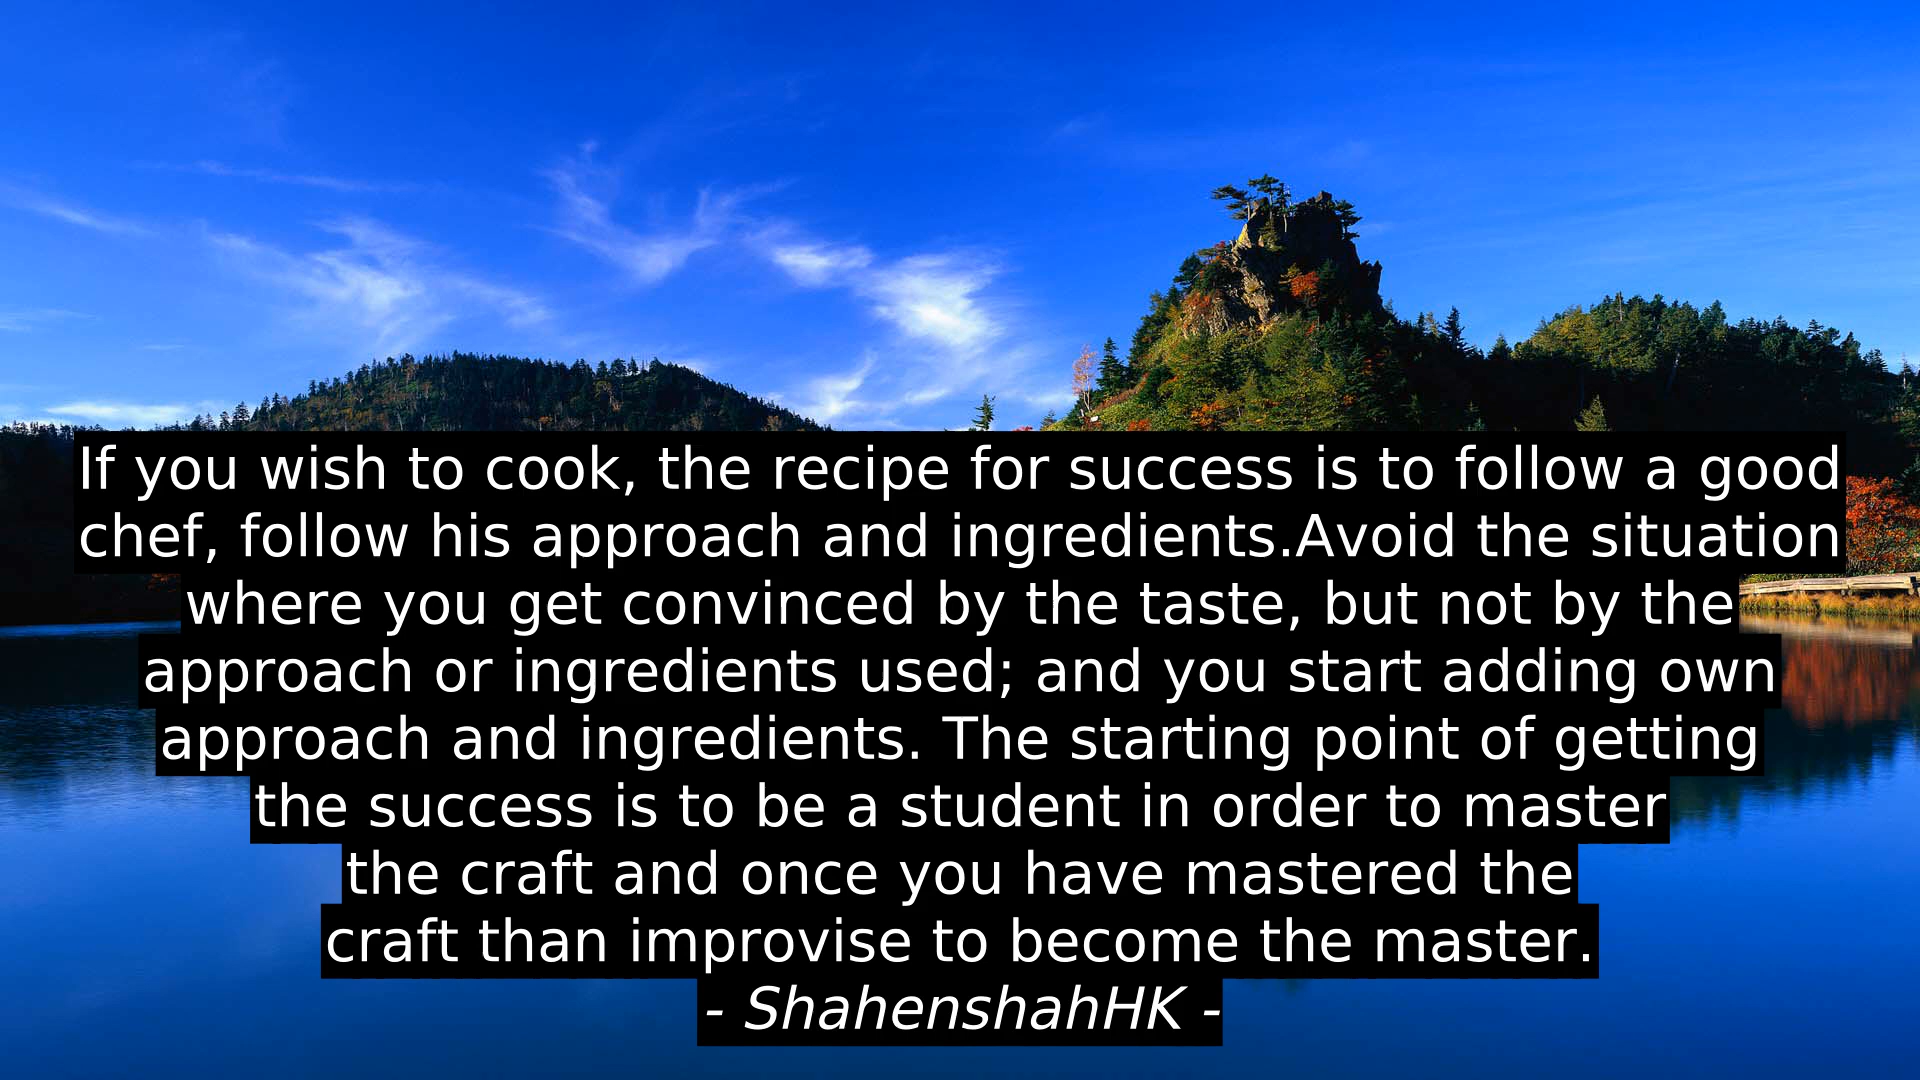 If you wish to cook, the recipe for success is to follow a good
chef, follow his approach and ingredients.Avoid the situation
where you get convinced by the taste, but not by the
approach or ingredients used; and you start adding own
approach and ingredients. The starting point of getting
the success is to be a student in order to master
the craft and once you have mastered the
craft than improvise to become the master.
- ShahenshahHK -